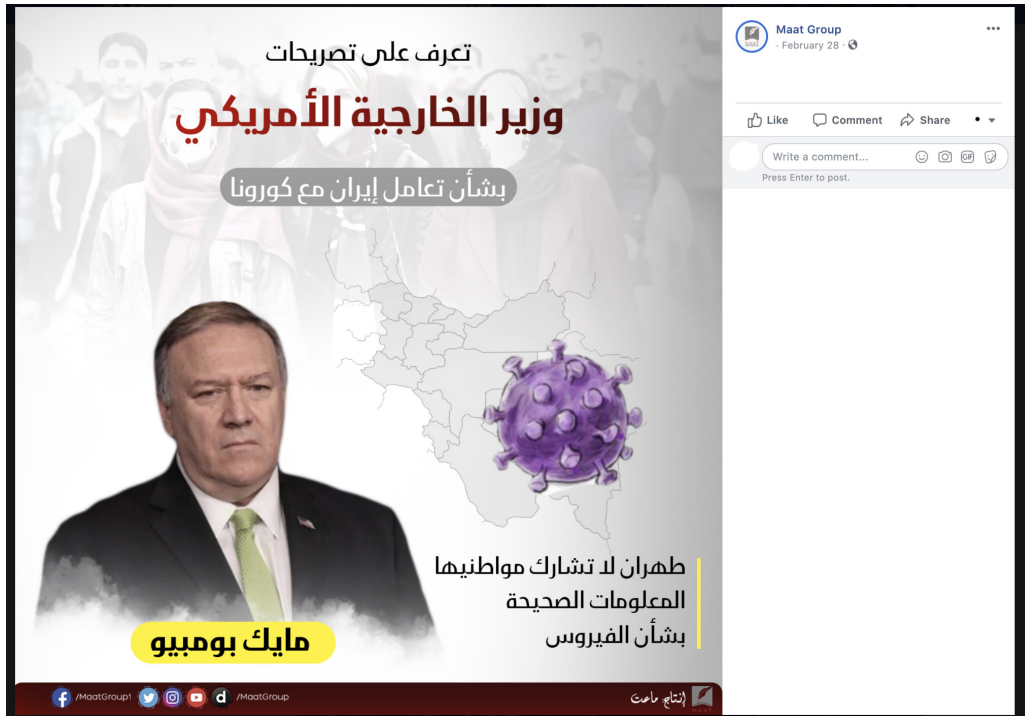 تعرف على تصريحات
وزير الخارجية الأمريكي
بشأن تعامل إيران مع كورونا
طهران لا تشارك مواطنيها
المعلومات الصحيحة
بشأن الفيروس
مايك بومبيو
/MaatGroup1
/MaatGroup
إنتاج ماعت
Maat Group
February 28
Like
Comment
Share
Write a comment...
GIF
Press Enter to post.